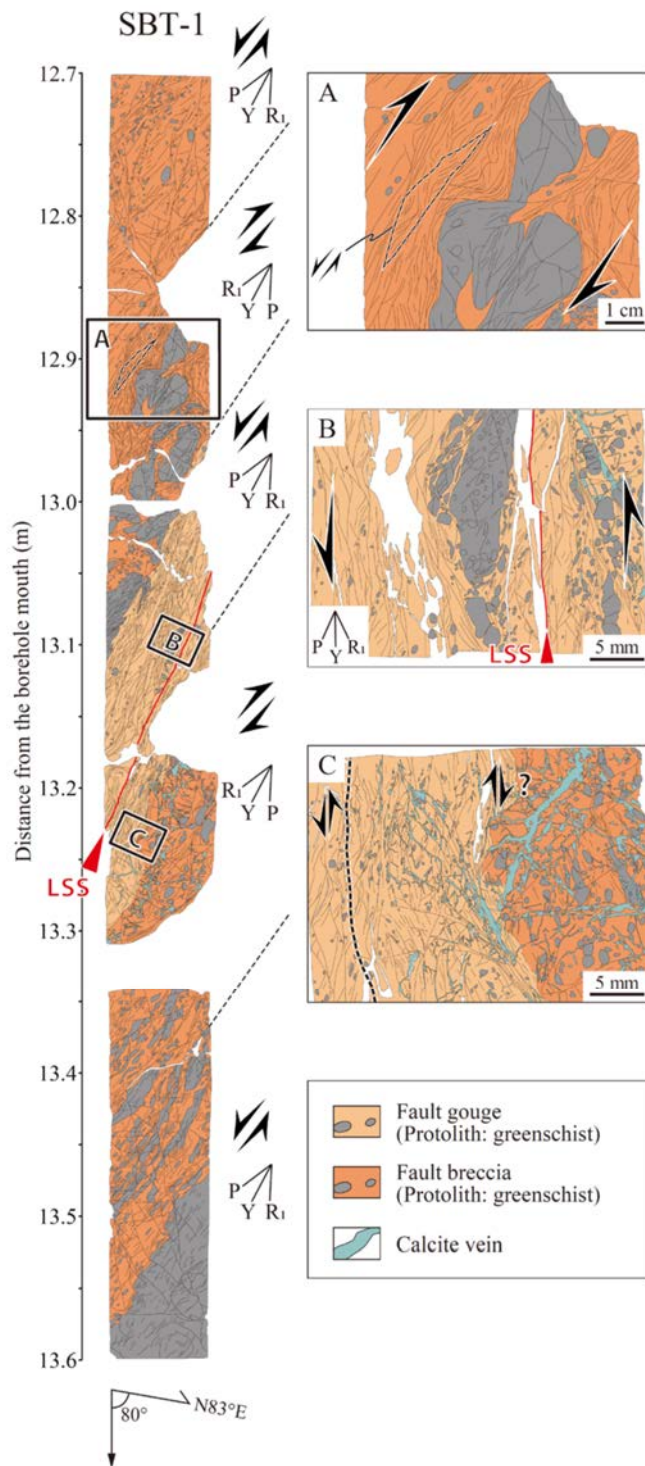 SBT-1
12.7
12.8
12.9
13.0
13.1
13.2
13.3
13.4
13.5
13.6
Distance from the borehole mouth (m)
P
Y
R1
R1
Y
P
P
Y
R1
R1
Y
P
P
Y
R1
A
B
C
LSS
80°
N83°E
A
1 cm
B
P
Y
R1
LSS
5 mm
C
?
5 mm
Fault gouge
(Protolith: greenschist)
Fault breccia
(Protolith: greenschist)
Calcite vein